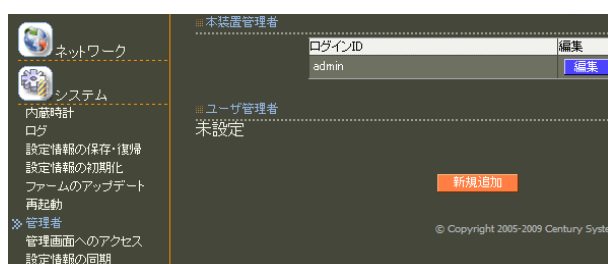 ネットワーク
システム
内蔵時計
ログ
設定情報の保存・復帰
設定情報の初期化
ファームのアップデート
再起動
管理者
管理画面へのアクセス
設定情報の同期
本装置管理者
ログインID
編集
admin
編集
ユーザ管理者
未設定
新規追加
© Copyright 2005-2009 Century